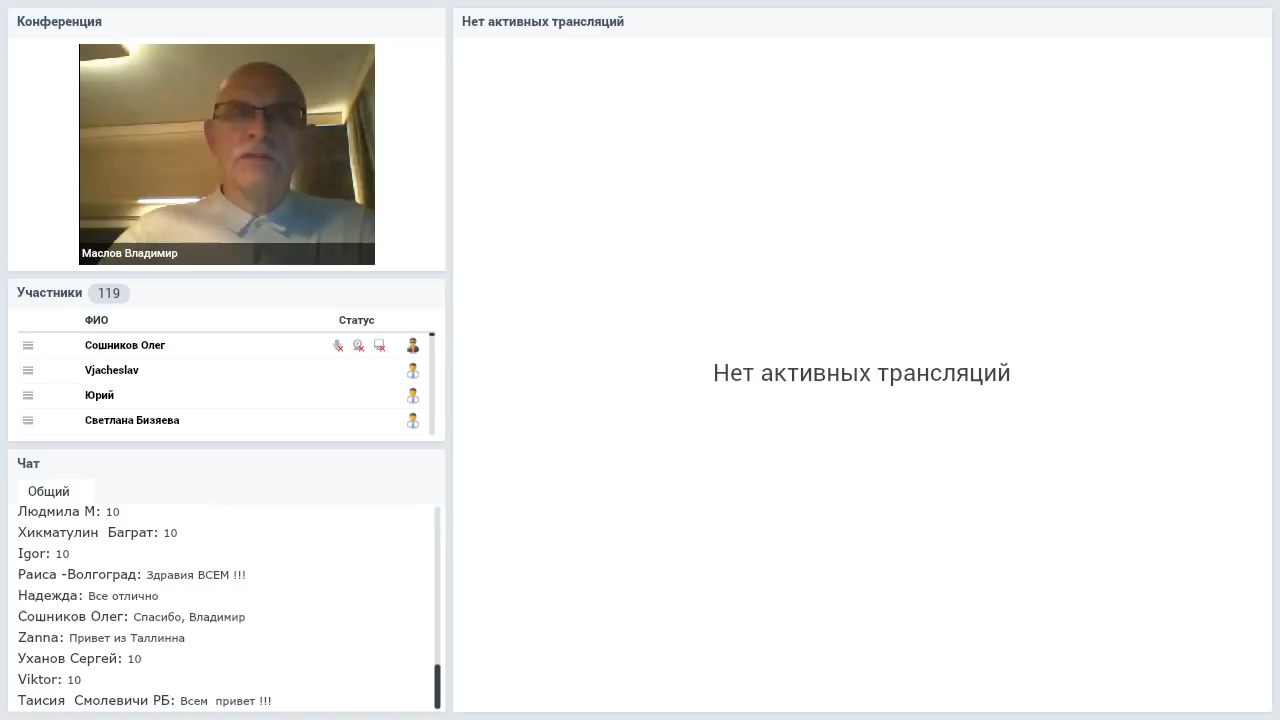 Конференция
Маслов Владимир
Участники 119
ФИО Статус
Сошников Олег
Vjacheslav
Юрий
Светлана Бизяева
Чат
Общий
Людмила М: 10
Хикматулин Баграт: 10
Igor: 10
Раиса -Волгоград: Здравия ВСЕМ !!!
Надежда: Все отлично
Сошников Олег: Спасибо, Владимир
Zanna: Привет из Таллинна
Уханов Сергей: 10
Viktor: 10
Таисия Смолевичи РБ: Всем привет !!!
Нет активных трансляций
Нет активных трансляций